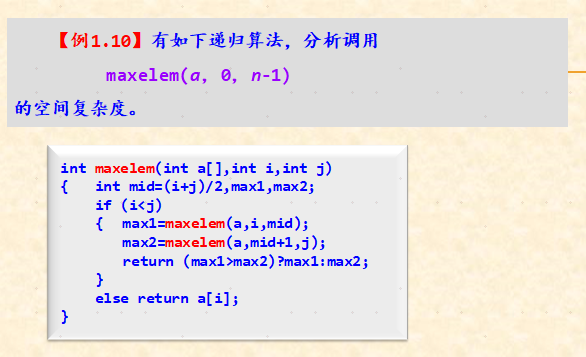 【例1.10】有如下递归算法，分析调用
maxelem(a, 0, n-1)
的空间复杂度。
int maxelem(int a[],int i,int j)
{   int mid=(i+j)/2,max1,max2;
    if (i<j)
    {  max1=maxelem(a,i,mid);
       max2=maxelem(a,mid+1,j);
       return (max1>max2)?max1:max2;
    }
    else return a[i];
}